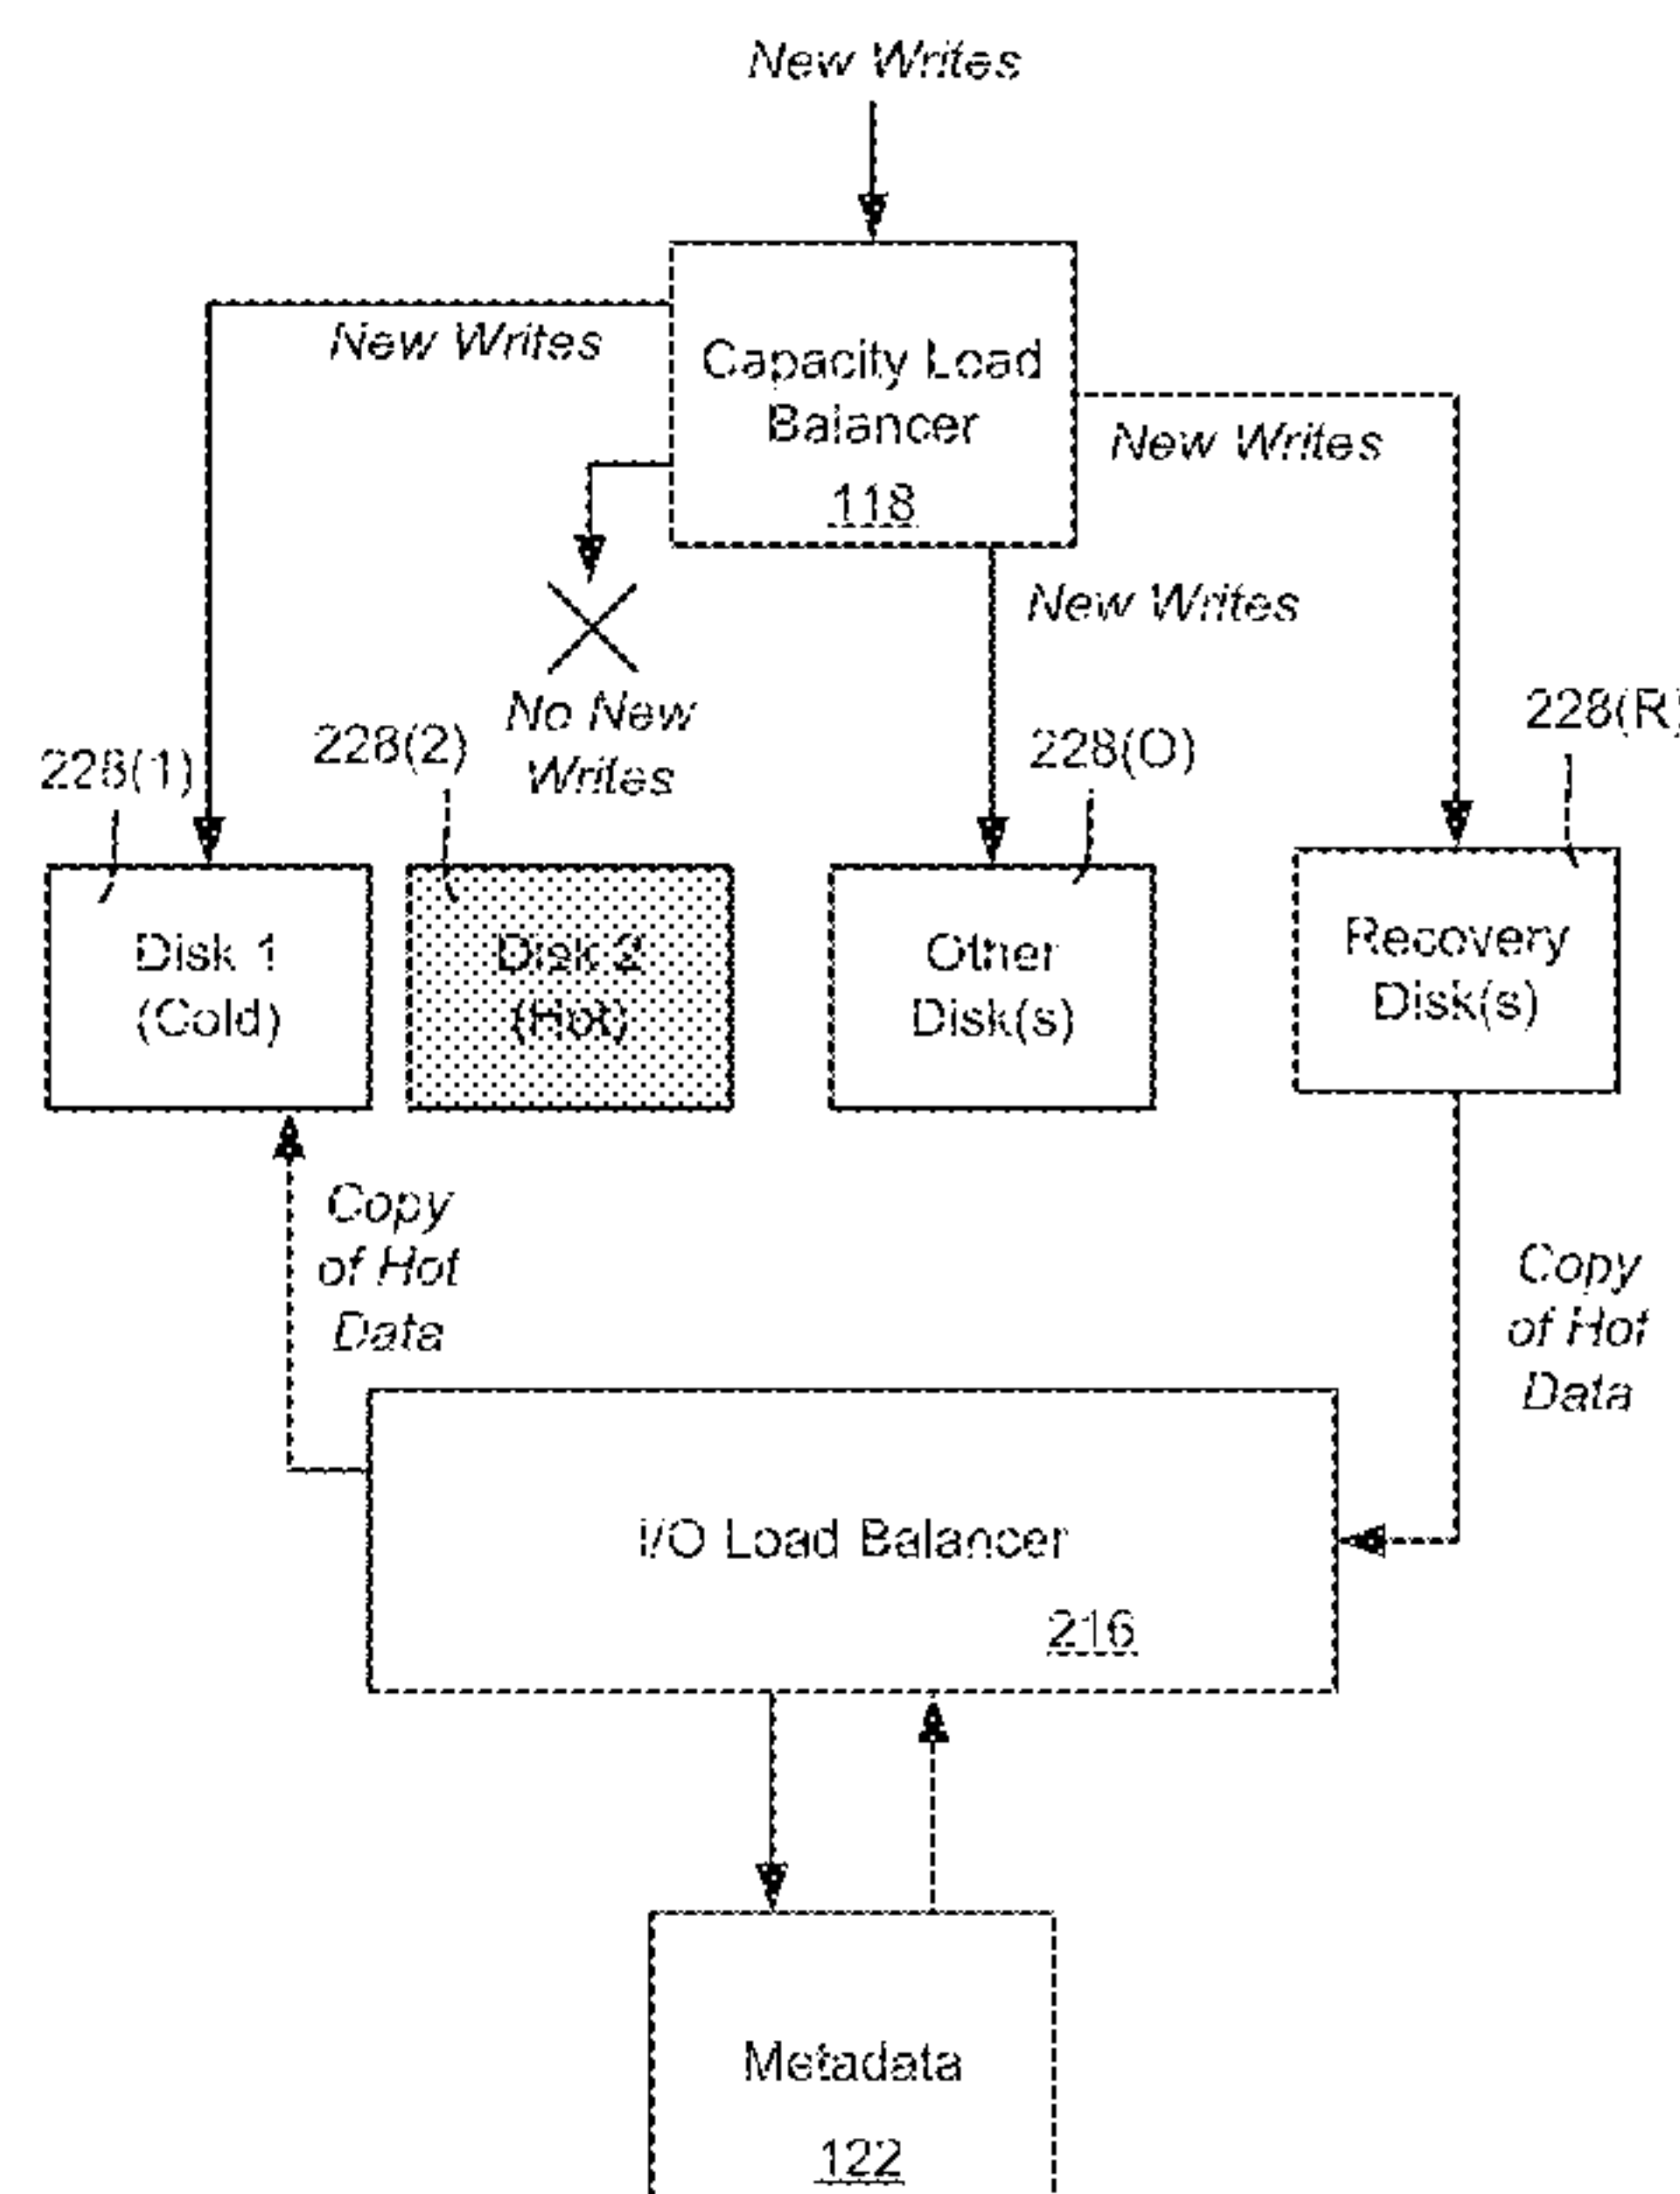 New Writes
New Writes
Capacity Load
Balancer
118
New Writes
New Writes
No New
Writes
228(1)
228(2)
228(O)
228(R)
Disk 1
(Cold)
Disk 2
(Hot)
Other
Disk(s)
Recovery
Disk(s)
Copy
of Hot
Data
Copy
of Hot
Data
I/O Load Balancer
216
Metadata
122